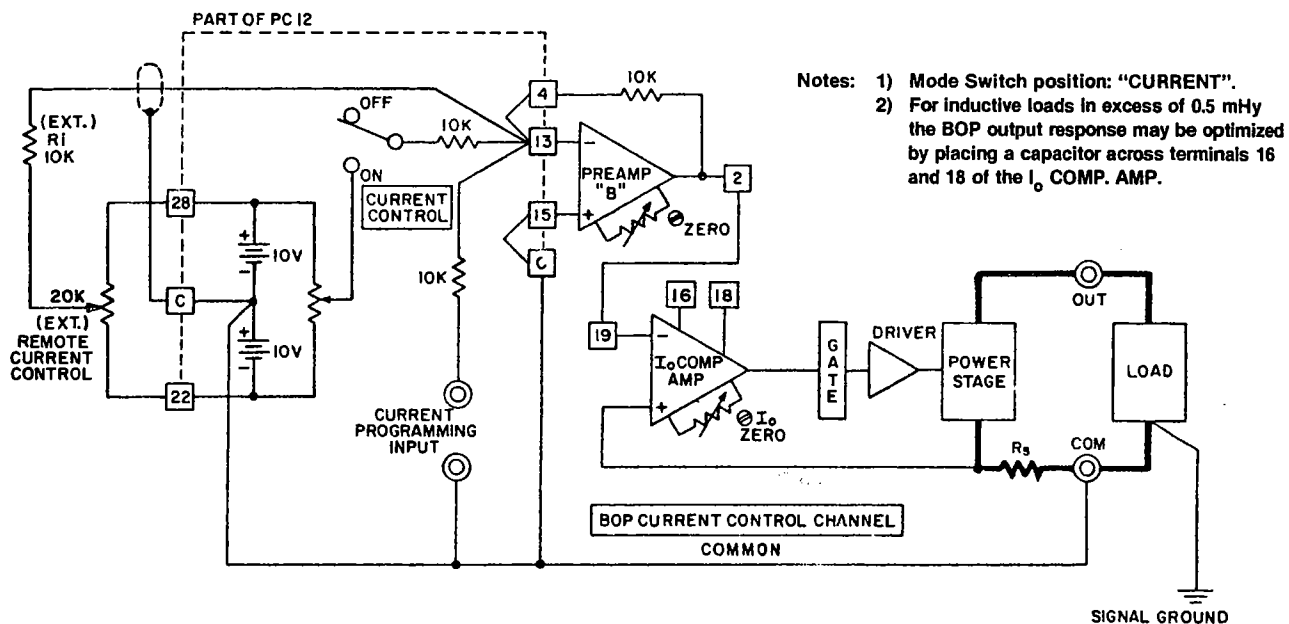 PART OF PC 12
Notes: 1) Mode Switch position: “CURRENT”.
2) For inductive loads in excess of 0.5 mHy
the BOP output response may be optimized
by placing a capacitor across terminals 16
and 18 of the Io COMP. AMP.
(EXT.)
Ri
10K
OFF
10K
ON
CURRENT
CONTROL
4
10K
13
-
PREAMP
"B"
+
15
C
ZERO
2
28
+
10V
-
C
+
10V
-
22
20K
(EXT.)
REMOTE
CURRENT
CONTROL
10K
CURRENT
PROGRAMMING
INPUT
16
18
19
-
Io COMP
AMP
+
Io
ZERO
GATE
DRIVER
POWER
STAGE
OUT
LOAD
Rs
COM
BOP CURRENT CONTROL CHANNEL
COMMON
SIGNAL GROUND